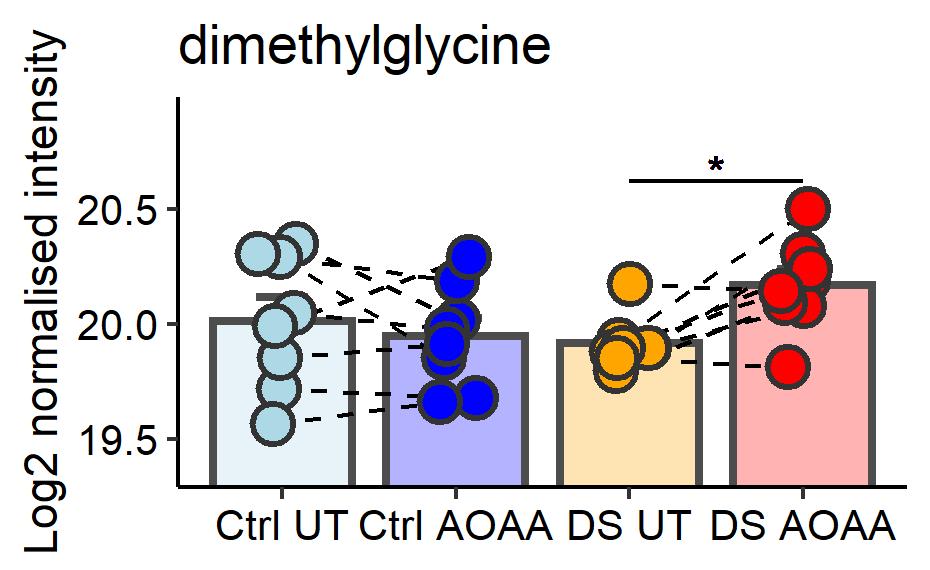 dimethylglycine
Log2 normalised intensity
*
20.5
20.0
19.5
Ctrl UT Ctrl AOAA DS UT DS AOAA